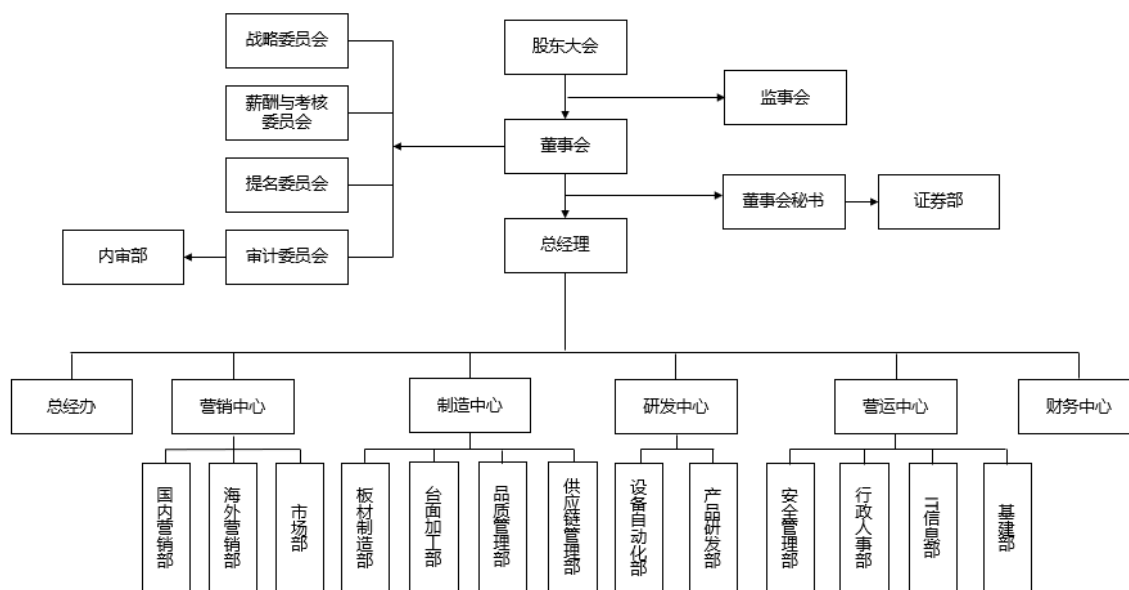 战略委员会
股东大会
薪酬与考核
委员会
监事会
董事会
提名委员会
董事会秘书
证券部
内审部
审计委员会
总经理
总经办
营销中心
制造中心
研发中心
营运中心
财务中心
国内营销部
海外营销部
市场部
板材制造部
台面加工部
品质管理部
供应链管理部
设备自动化部
产品研发部
安全管理部
行政人事部
IT信息部
基建部